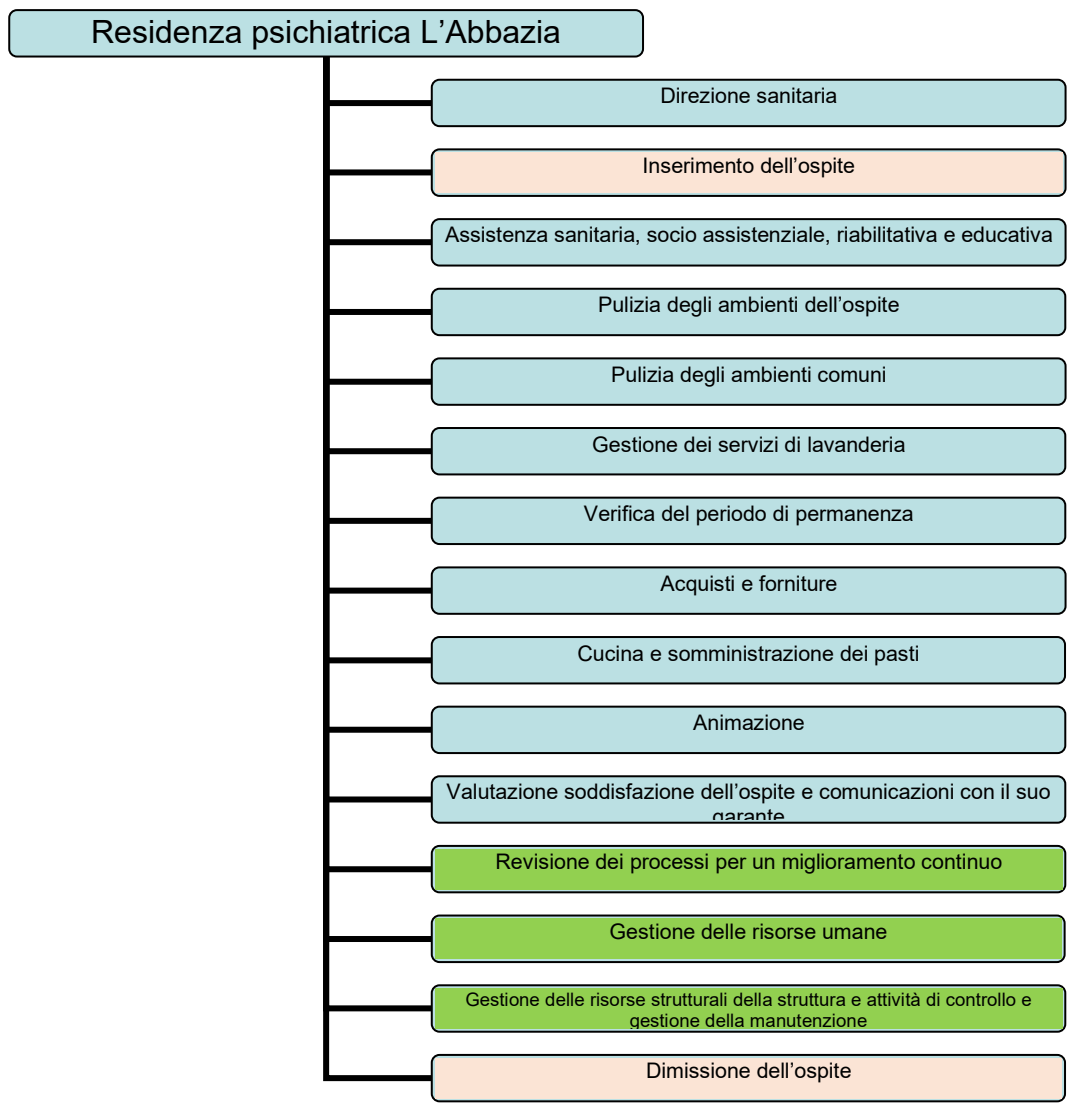 Residenza psichiatrica L’Abbazia
Direzione sanitaria
Inserimento dell’ospite
Assistenza sanitaria, socio assistenziale, riabilitativa e educativa
Pulizia degli ambienti dell’ospite
Pulizia degli ambienti comuni
Gestione dei servizi di lavanderia
Verifica del periodo di permanenza
Acquisti e forniture
Cucina e somministrazione dei pasti
Animazione
Valutazione soddisfazione dell’ospite e comunicazioni con il suo
garante
Revisione dei processi per un miglioramento continuo
Gestione delle risorse umane
Gestione delle risorse strutturali della struttura e attività di controllo e
gestione della manutenzione
Dimissione dell’ospite